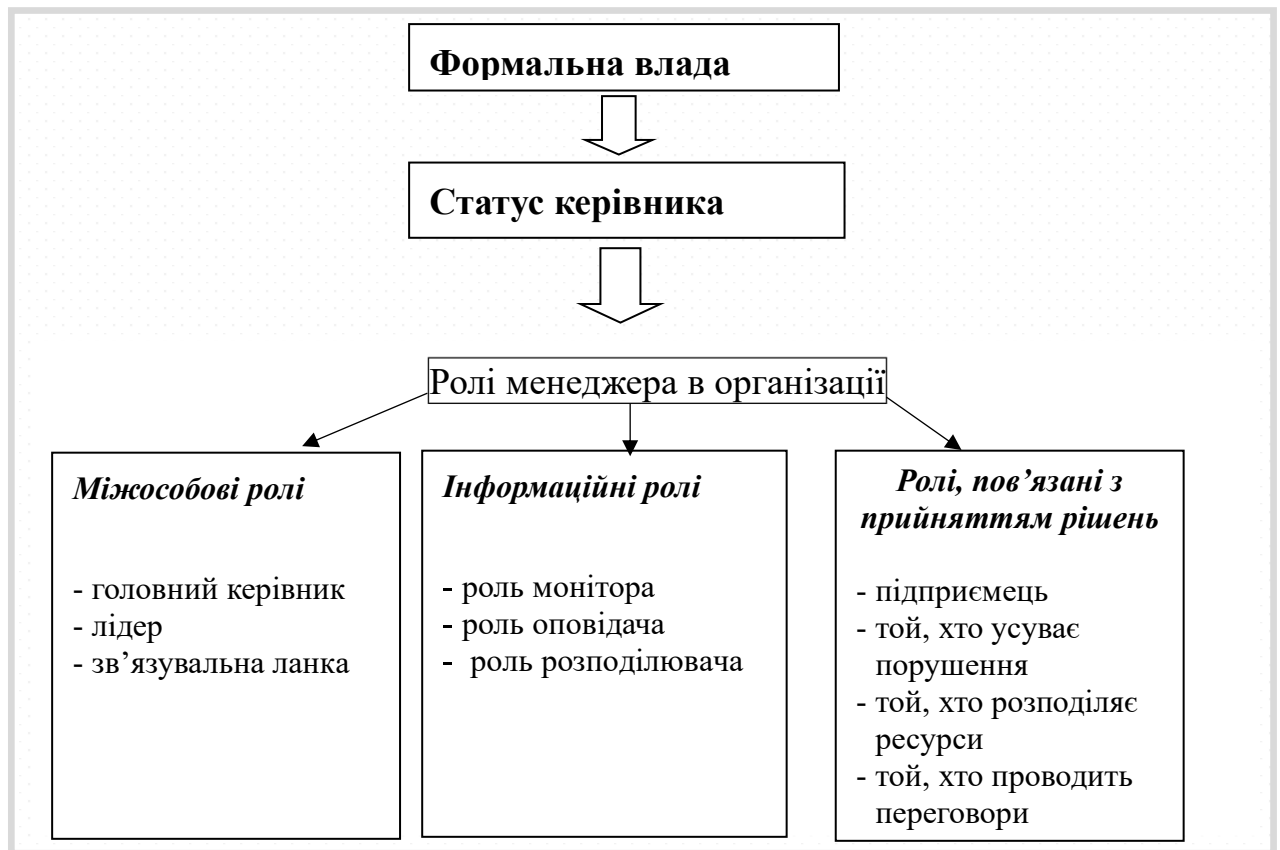 Формальна влада
Статус керівника
Ролі менеджера в організації
Міжособові ролі
- головний керівник
- лідер
- зв’язувальна ланка
Інформаційні ролі
- роль монітора
- роль оповідача
- роль розподілювача
Ролі, пов’язані з
прийняттям рішень
- підприємець
- той, хто усуває
порушення
- той, хто розподіляє
ресурси
- той, хто проводить
переговори